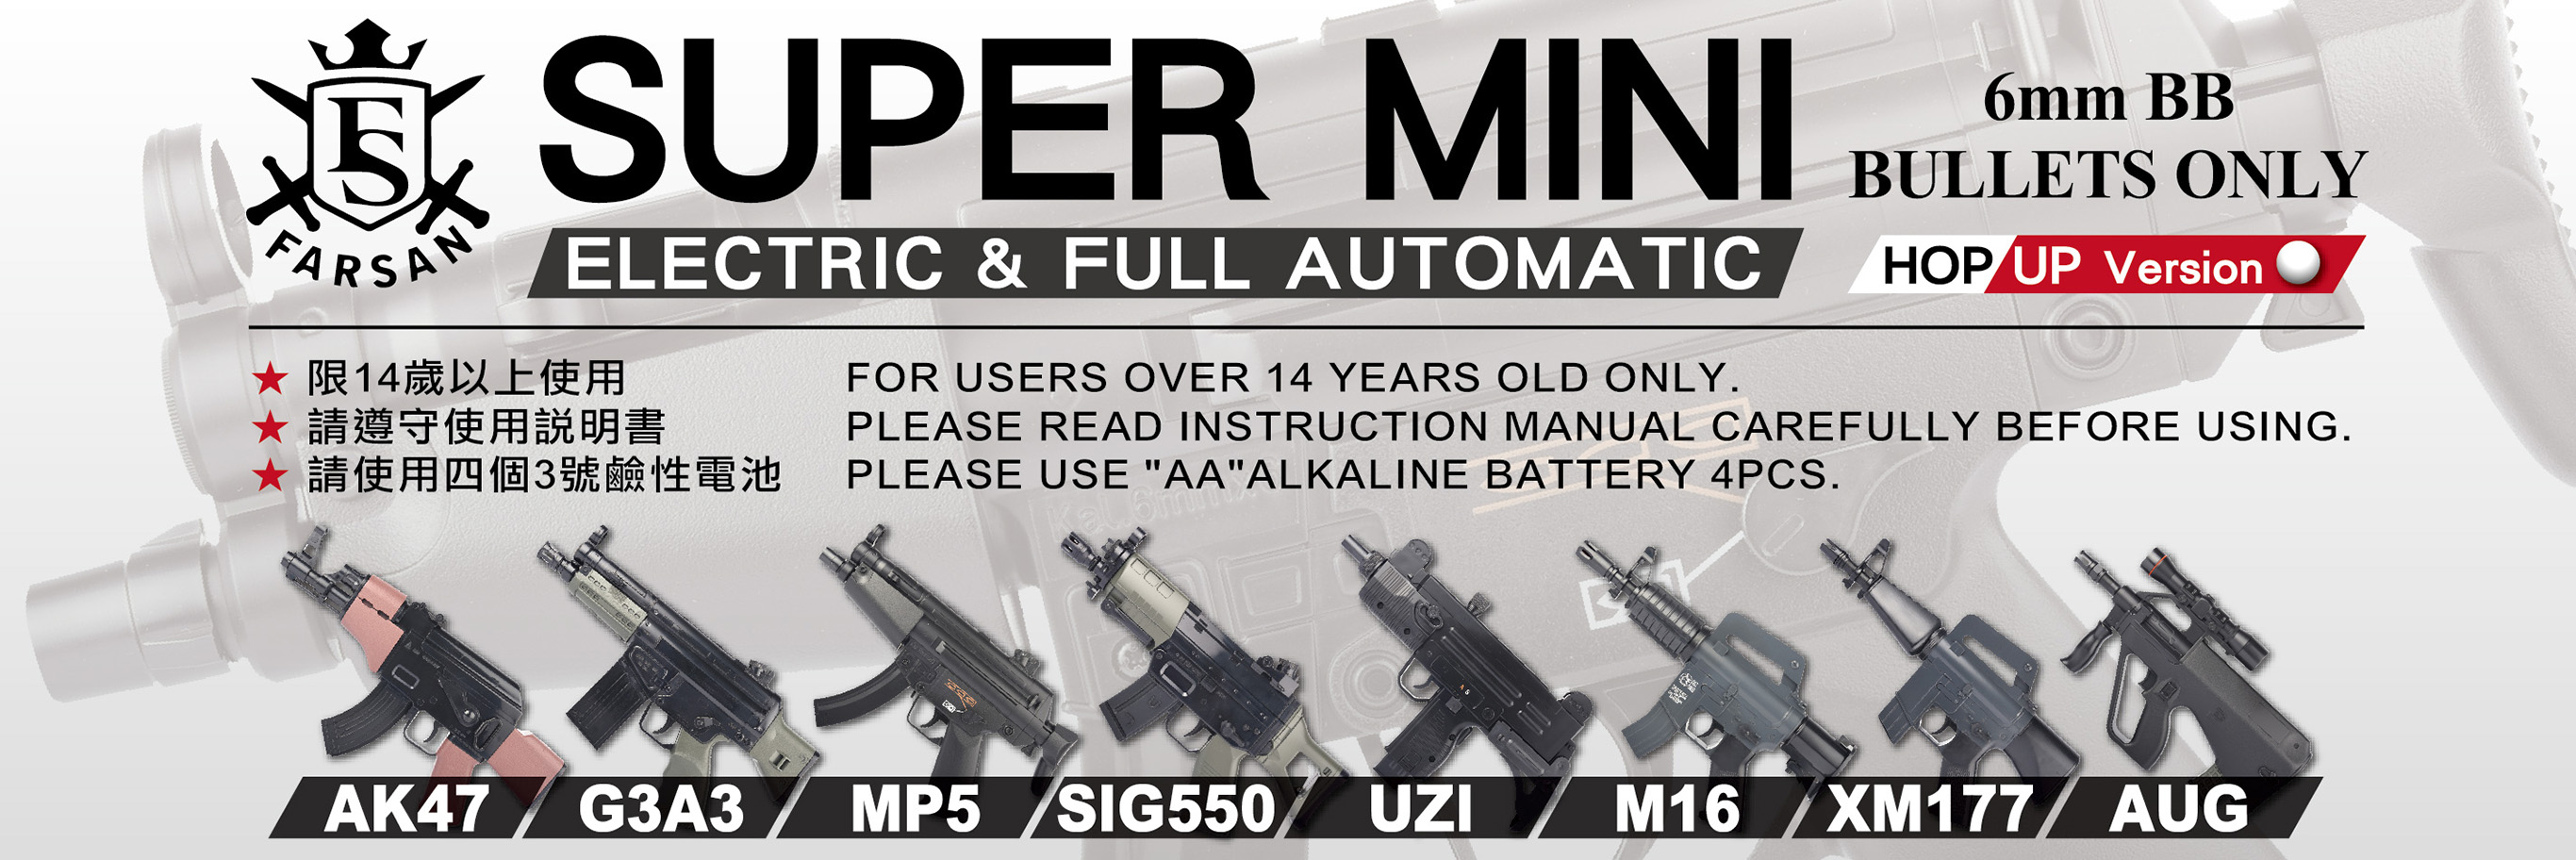 FS
FARSAN
SUPER MINI
ELECTRIC & FULL AUTOMATIC
6mm BB
BULLETS ONLY
HOP UP Version
★ 限14歲以上使用 FOR USERS OVER 14 YEARS OLD ONLY.
★ 請遵守使用説明書 PLEASE READ INSTRUCTION MANUAL CAREFULLY BEFORE USING.
★ 請使用四個3號鹼性電池 PLEASE USE "AA"ALKALINE BATTERY 4PCS.
AK47 G3A3 MP5 SIG550 UZI M16 XM177 AUG